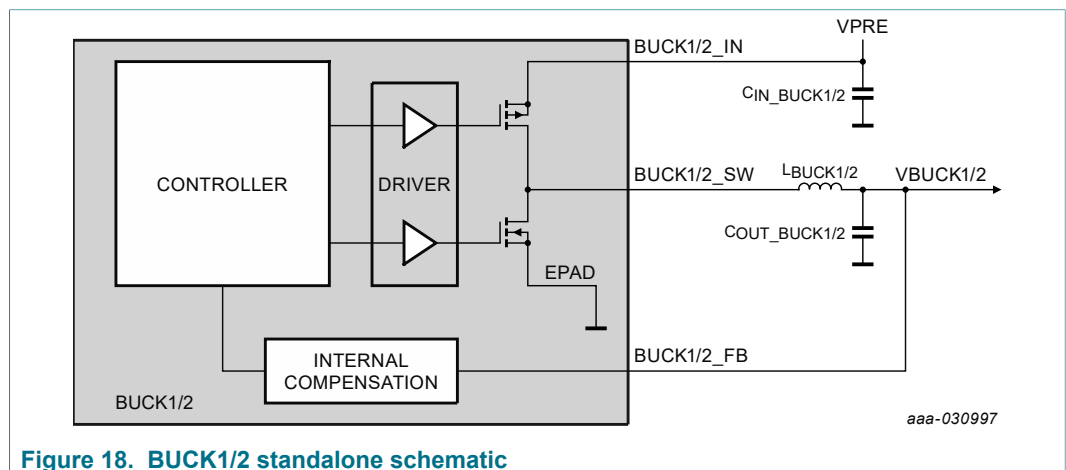 VPRE
BUCK1/2_IN
CIN_BUCK1/2
CONTROLLER
DRIVER
BUCK1/2_SW
LBUCK1/2
VBUCK1/2
COUT_BUCK1/2
EPAD
BUCK1/2_FB
INTERNAL
COMPENSATION
BUCK1/2
aaa-030997
Figure 18. BUCK1/2 standalone schematic